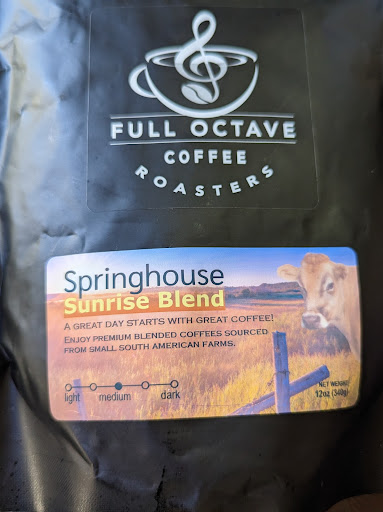 FULL OCTAVE
COFFEE
ROASTERS
Springhouse
Sunrise Blend
A GREAT DAY STARTS WITH GREAT COFFEE!
ENJOY PREMIUM BLENDED COFFEES SOURCED
FROM SMALL SOUTH AMERICAN FARMS.
light medium dark
NET WEIGHT
12oz (340g)